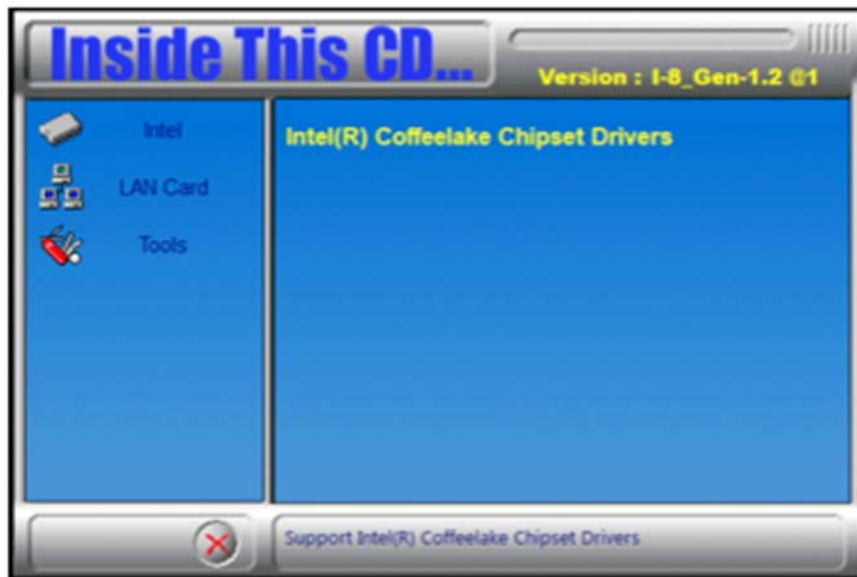 Inside This CD...
Version : I-8_Gen-1.2 @1
Intel
LAN Card
Tools
Intel(R) Coffeelake Chipset Drivers
Support Intel(R) Coffeelake Chipset Drivers